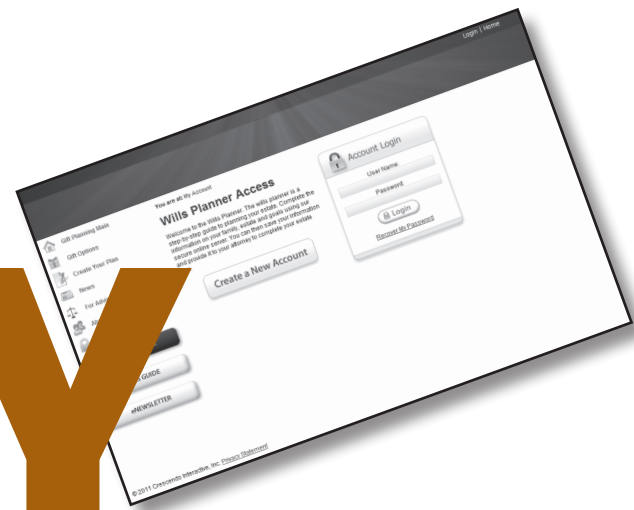 Login | Home
You are at: My Account
Wills Planner Access
Welcome to the Wills Planner. The wills planner is a
step-by-step guide to planning your estate. Complete the
information on your family, estate and goals using our
secure online server. You can then save your information
and provide it to your attorney to complete your estate
Create a New Account
Account Login
User Name
Password
Login
Recover My Password
Gift Planning Main
Gift Options
Create Your Plan
News
For
GUIDE
eNEWSLETTER
© 2011 Crescendo Interactive, Inc. Privacy Statement
Y